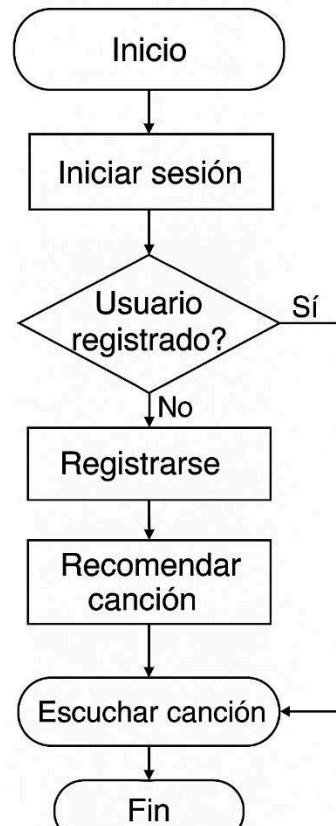 Inicio
Iniciar sesión
Usuario
registrado?
Sí
No
Registrarse
Recomendar
canción
Escuchar canción
Fin